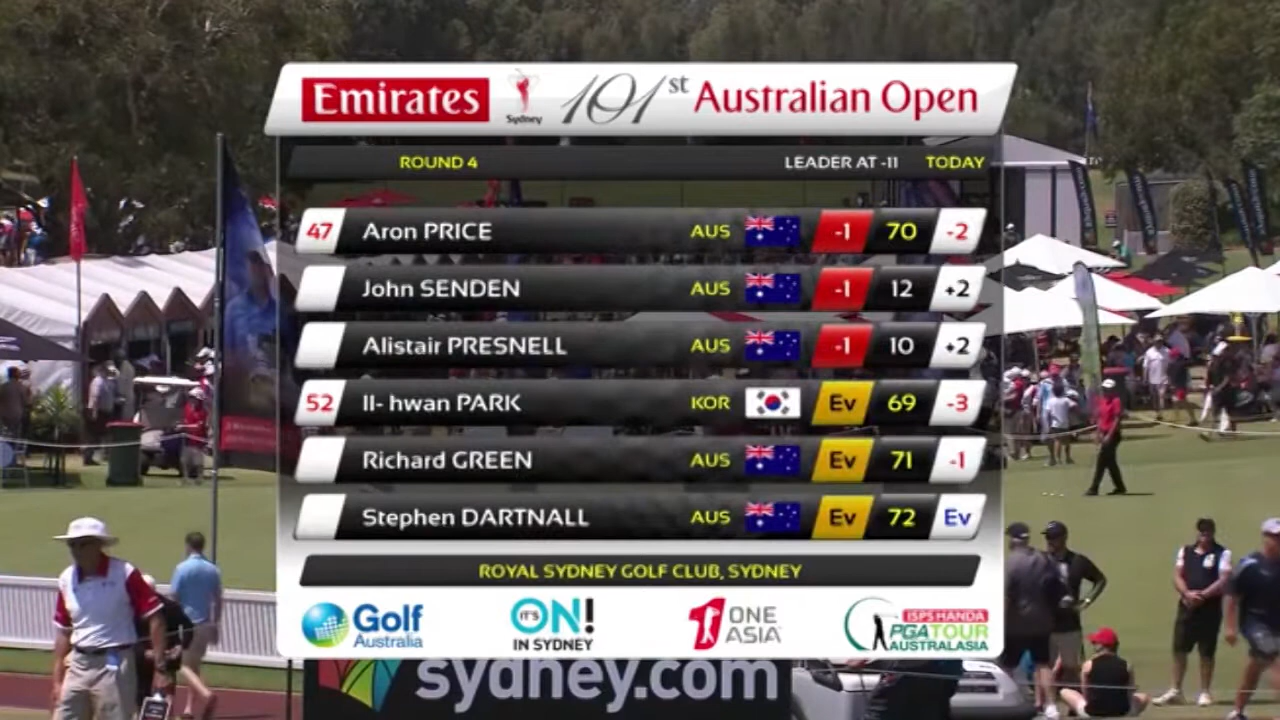 Emirates Sydney 101st Australian Open
ROUND 4 LEADER AT -11 TODAY
47 Aron PRICE AUS -1 70 -2
John SENDEN AUS -1 12 +2
Alistair PRESNELL AUS -1 10 +2
52 Il- hwan PARK KOR Ev 69 -3
Richard GREEN AUS Ev 71 -1
Stephen DARTNALL AUS Ev 72 Ev
ROYAL SYDNEY GOLF CLUB, SYDNEY
Golf Australia
IT'S ON! IN SYDNEY
1 ONE ASIA
ISPS HANDA PGA TOUR AUSTRALASIA
sydney.com